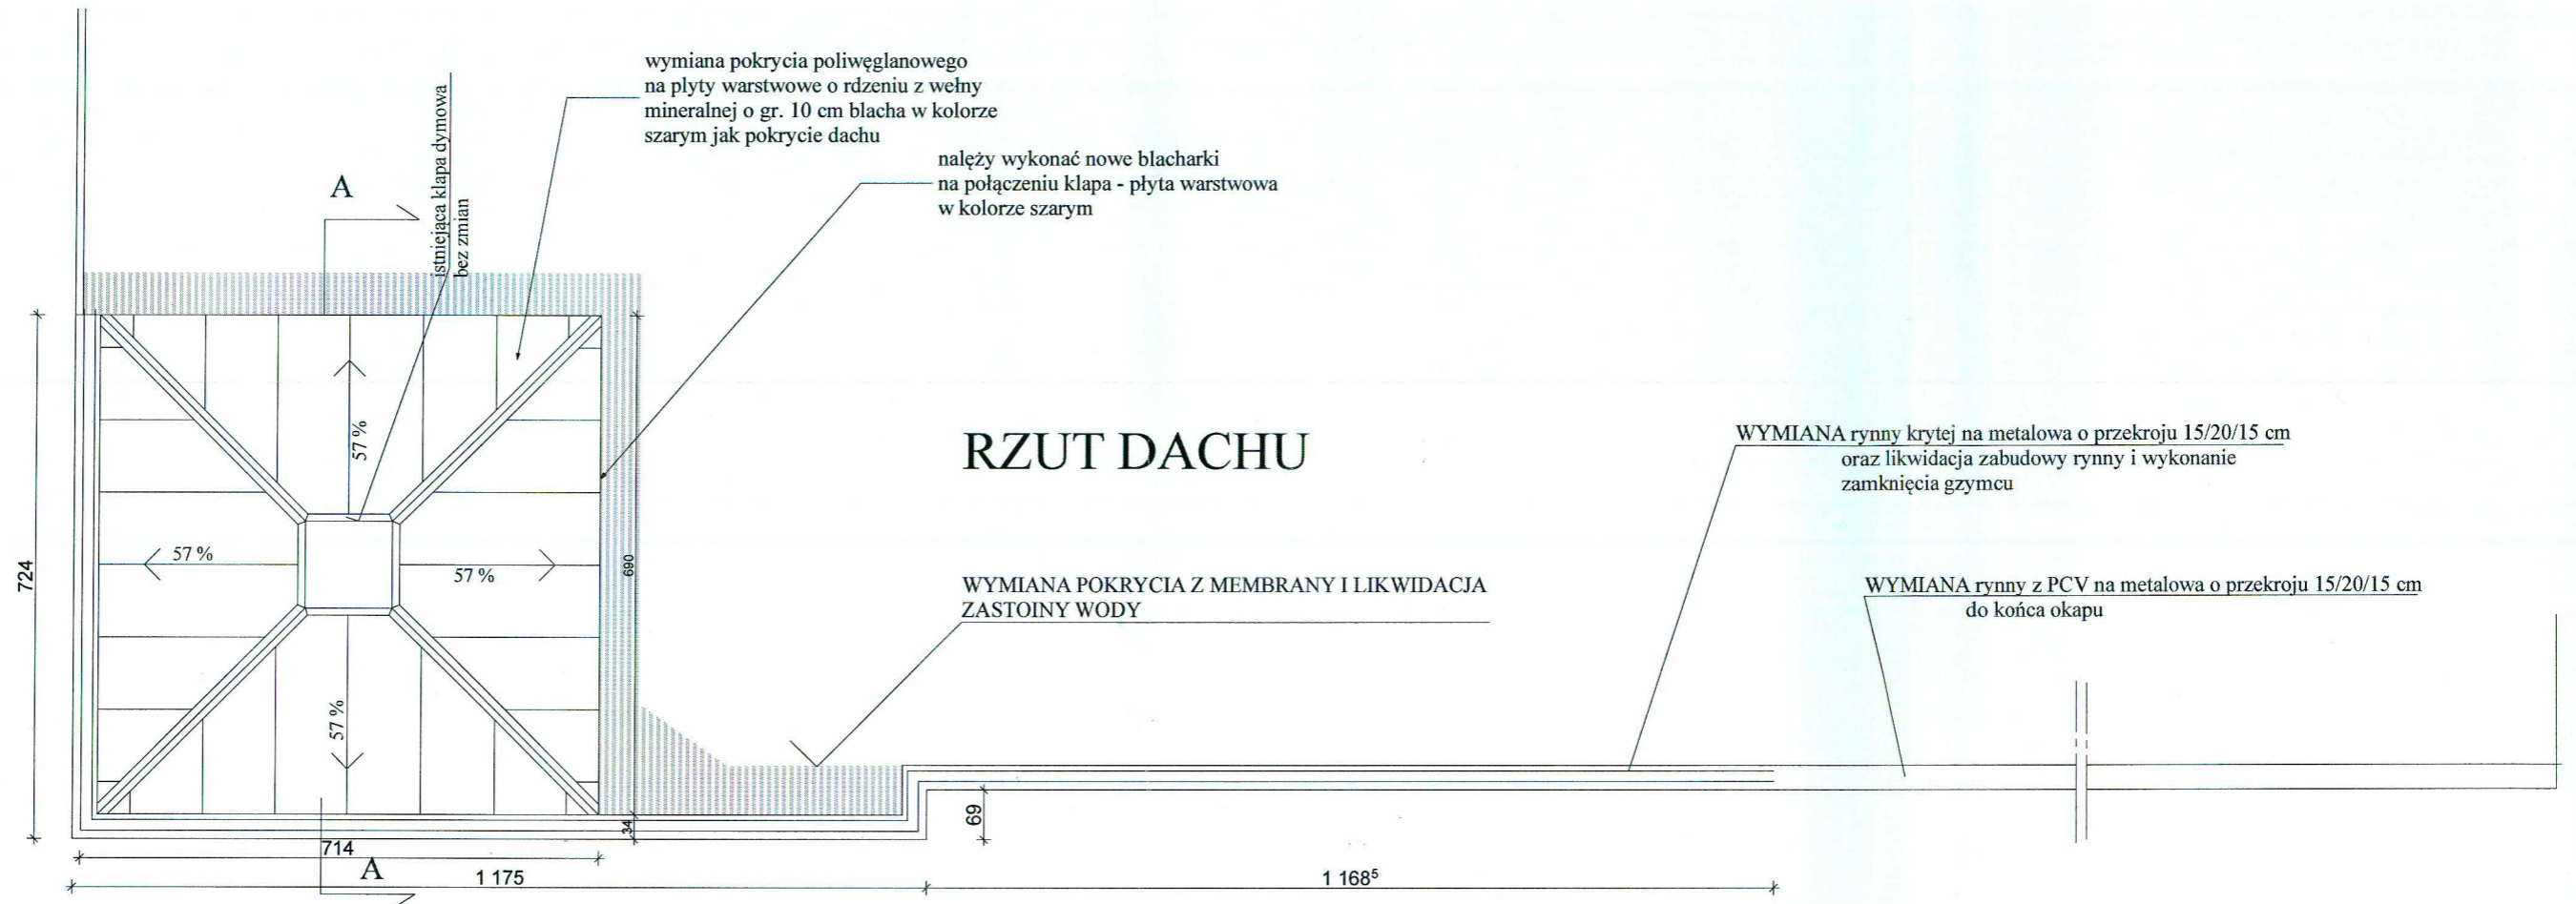 wymiana pokrycia poliwęglanowego
na plyty warstwowe o rdzeniu z wełny
mineralnej o gr. 10 cm blacha w kolorze
szarym jak pokrycie dachu
należy wykonać nowe blacharki
na połączeniu klapa - płyta warstwowa
w kolorze szarym
istniejąca klapa dymowa
bez zmian
A
57 %
57 %
57 %
57 %
724
690
34
RZUT DACHU
WYMIANA rynny krytej na metalowa o przekroju 15/20/15 cm
oraz likwidacja zabudowy rynny i wykonanie
zamknięcia gzymcu
WYMIANA POKRYCIA Z MEMBRANY I LIKWIDACJA
ZASTOINY WODY
WYMIANA rynny z PCV na metalowa o przekroju 15/20/15 cm
do końca okapu
69
714
A
1 175
1 168⁵